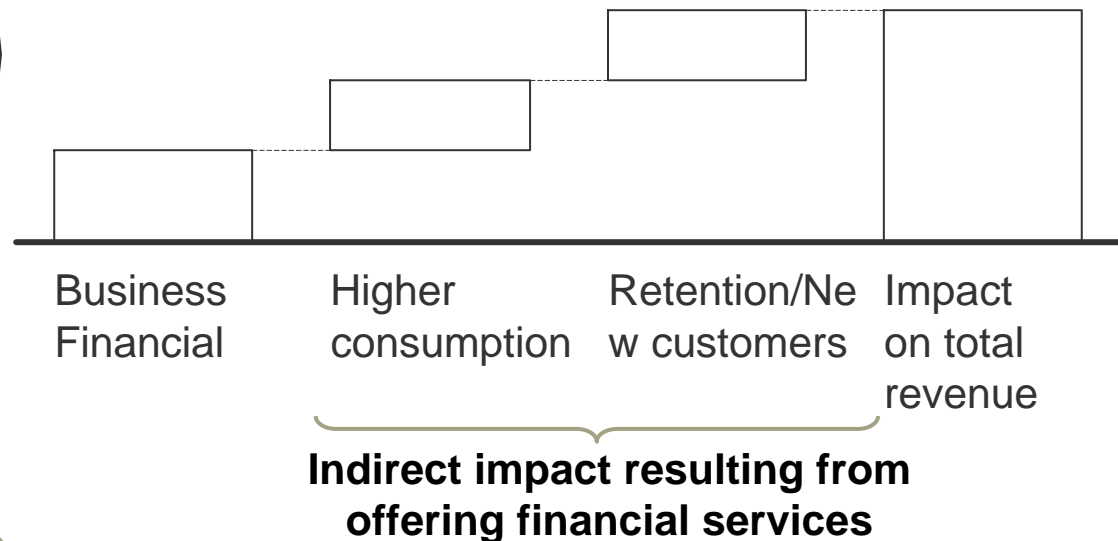 Business
Financial
Higher
consumption
Retention/Ne
w customers
Impact
on total
revenue
Indirect impact resulting from
offering financial services